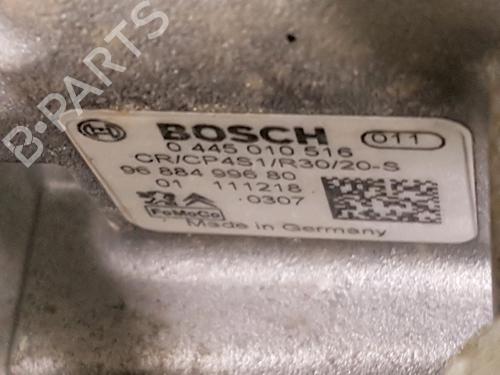 B-PARTS
BOSCH 011
0 445 010 516
CR/CP4S1/R30/20-S
96 884 996 80
01 111218
0307
FoMoCo
Made in Germany